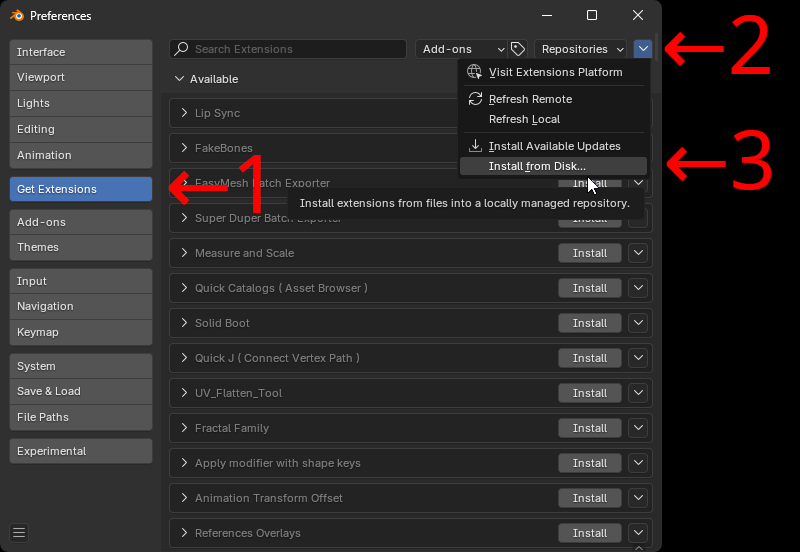 Preferences
Interface
Viewport
Lights
Editing
Animation
Get Extensions
Add-ons
Themes
Input
Navigation
Keymap
System
Save & Load
File Paths
Experimental
Search Extensions
Add-ons
Repositories
←2
Available
Visit Extensions Platform
Refresh Remote
Refresh Local
Install Available Updates
Install from Disk...
←3
←1
Install extensions from files into a locally managed repository.
Lip Sync
FakeBones
EasyMesh Batch Exporter Install
Super Duper Batch Exporter
Measure and Scale Install
Quick Catalogs ( Asset Browser ) Install
Solid Boot Install
Quick J ( Connect Vertex Path ) Install
UV_Flatten_Tool Install
Fractal Family Install
Apply modifier with shape keys Install
Animation Transform Offset Install
References Overlays Install